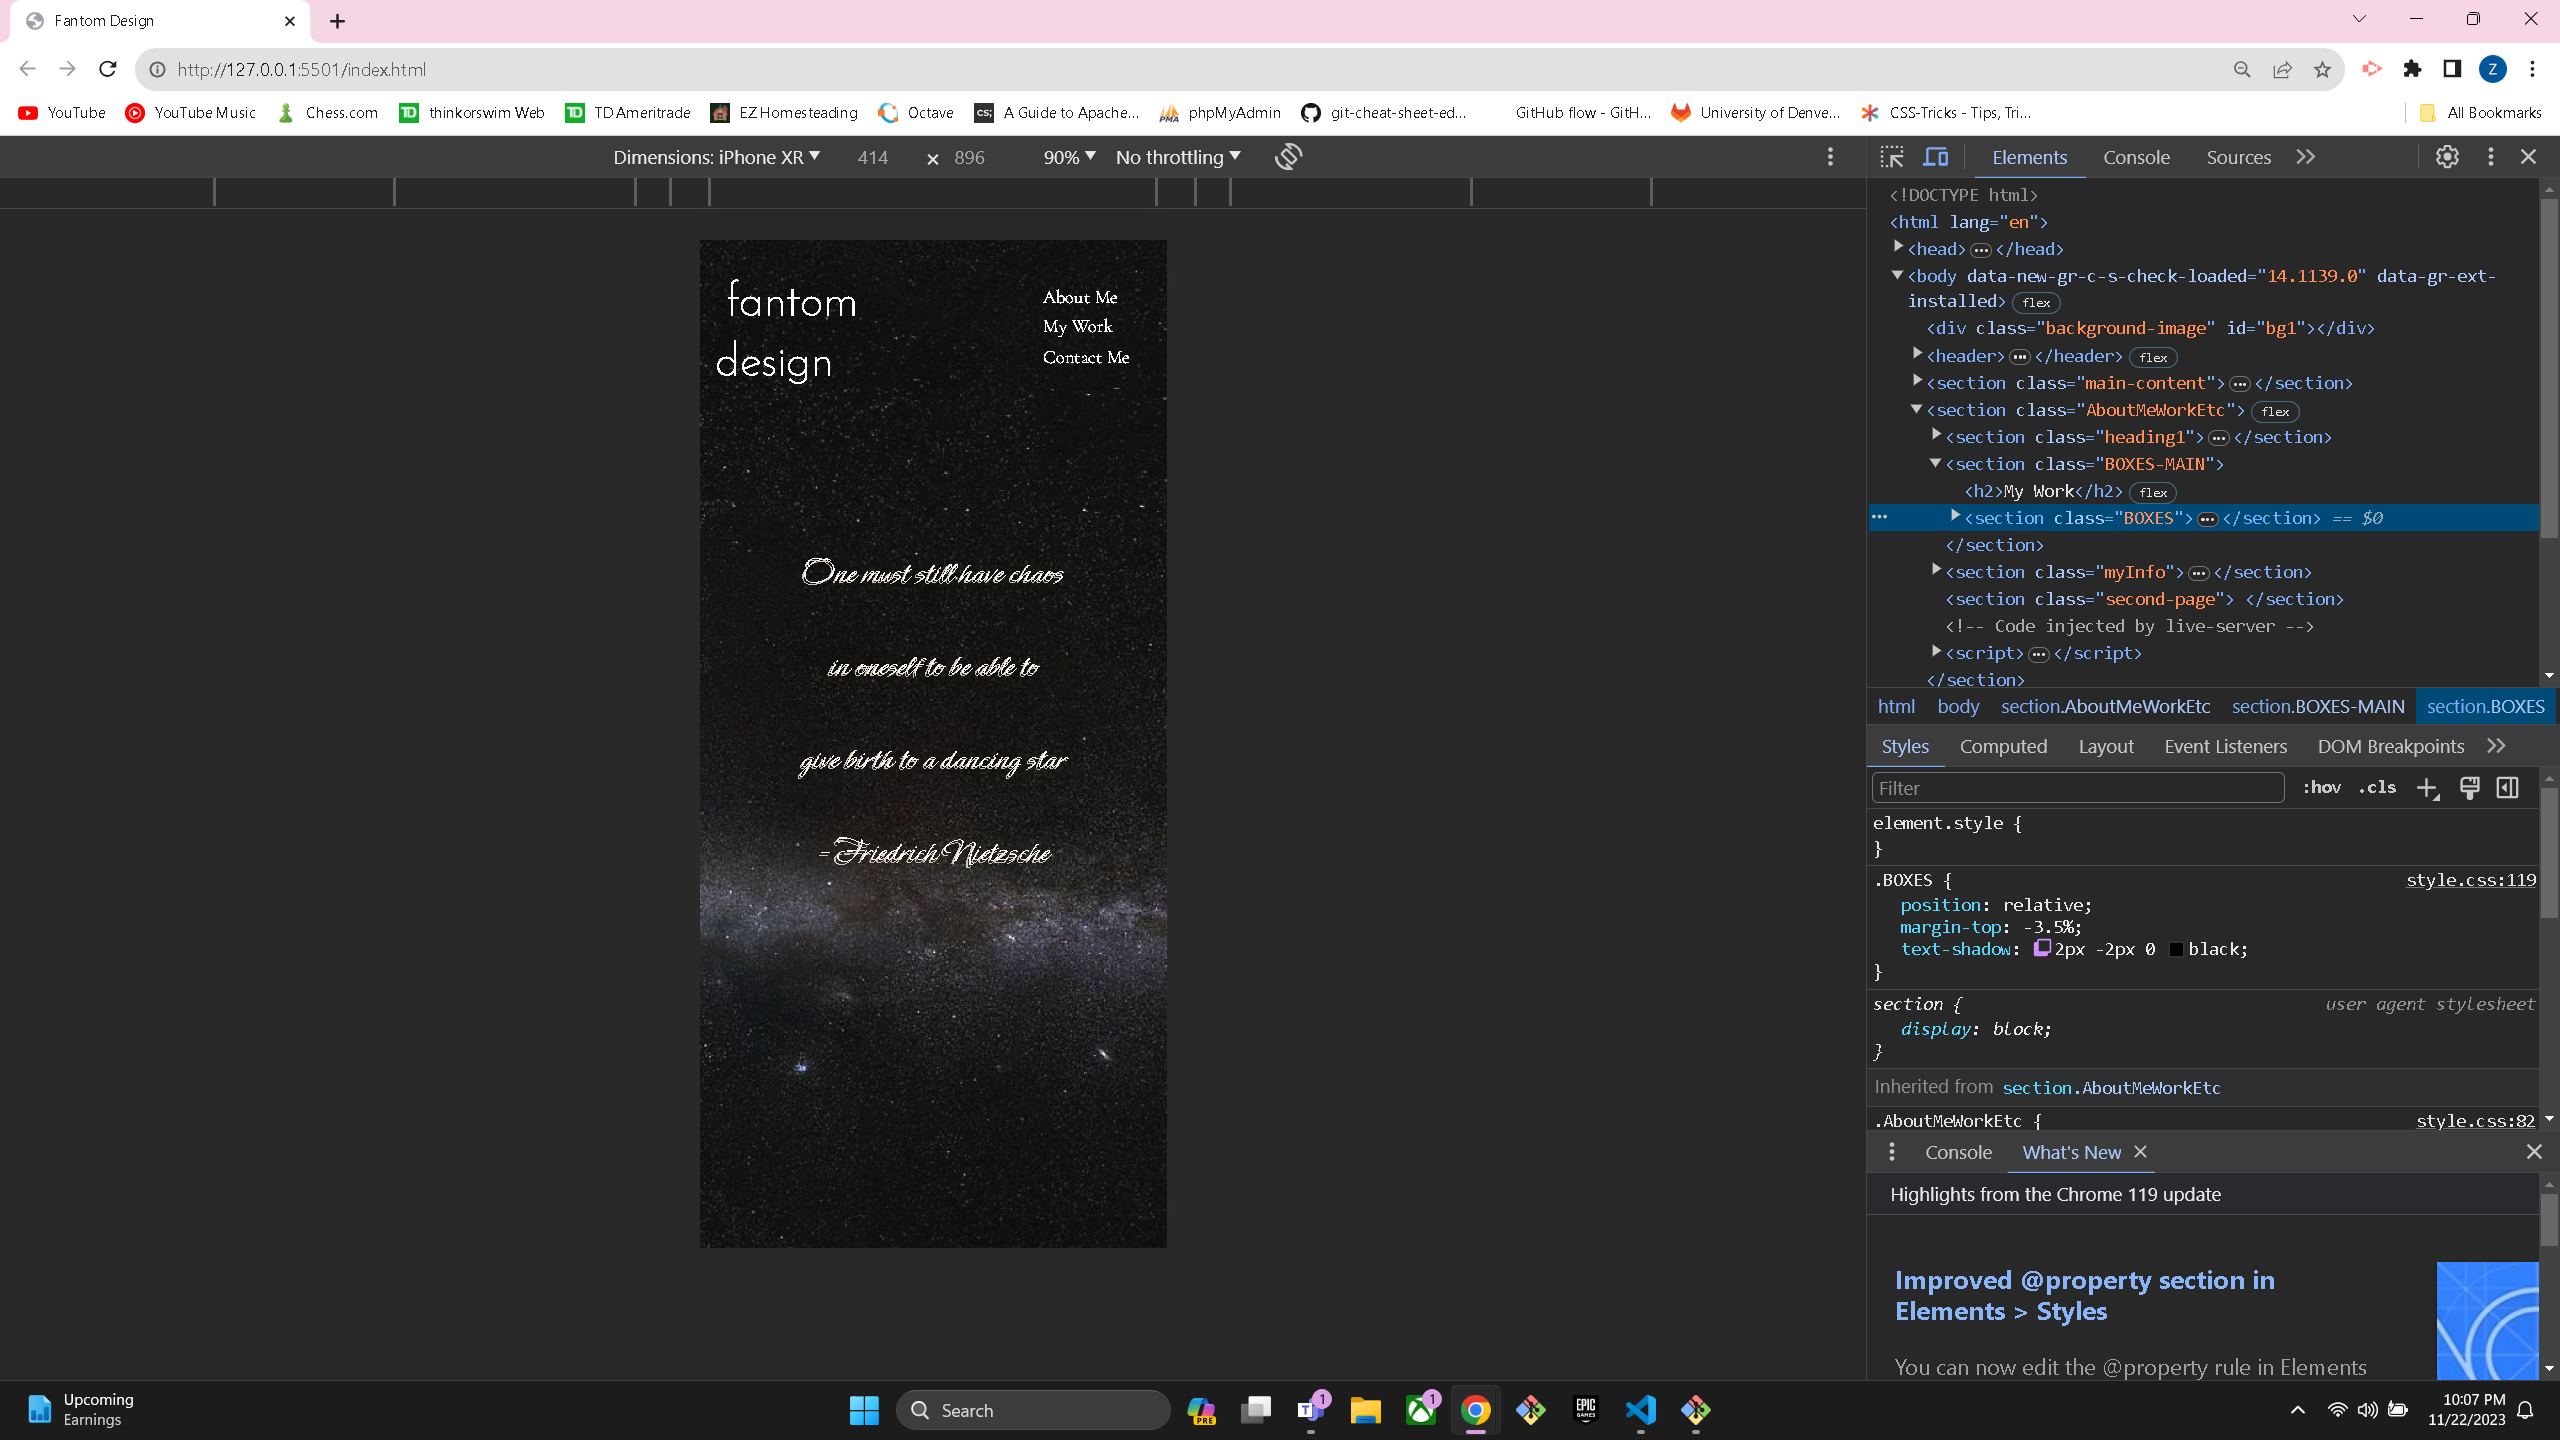 Fantom Design
http://127.0.0.1:5501/index.html
Z
YouTube YouTube Music Chess.com thinkorswim Web TD Ameritrade EZ Homesteading Octave A Guide to Apache... phpMyAdmin git-cheat-sheet-ed... GitHub flow - GitH... University of Denve... CSS-Tricks - Tips, Tri... All Bookmarks
Dimensions: iPhone XR 414 × 896 90% No throttling
fantom
design
About Me
My Work
Contact Me
One must still have chaos
in oneself to be able to
give birth to a dancing star
- Friedrich Nietzsche
Elements Console Sources
<!DOCTYPE html>
<html lang="en">
<head>…</head>
<body data-new-gr-c-s-check-loaded="14.1139.0" data-gr-ext-
installed> flex
<div class="background-image" id="bg1"></div>
<header>…</header> flex
<section class="main-content">…</section>
<section class="AboutMeWorkEtc"> flex
<section class="heading1">…</section>
<section class="BOXES-MAIN">
<h2>My Work</h2> flex
… <section class="BOXES">…</section> == $0
</section>
<section class="myInfo">…</section>
<section class="second-page"> </section>
<!-- Code injected by live-server -->
<script>…</script>
</section>
html body section.AboutMeWorkEtc section.BOXES-MAIN section.BOXES
Styles Computed Layout Event Listeners DOM Breakpoints
Filter :hov .cls
element.style {
}
.BOXES { style.css:119
position: relative;
margin-top: -3.5%;
text-shadow: 2px -2px 0 black;
}
section { user agent stylesheet
display: block;
}
Inherited from section.AboutMeWorkEtc
.AboutMeWorkEtc { style.css:82
Console What's New
Highlights from the Chrome 119 update
Improved @property section in
Elements > Styles
You can now edit the @property rule in Elements
Upcoming
Earnings
Search
PRE
1
1
EPIC
GAMES
10:07 PM
11/22/2023